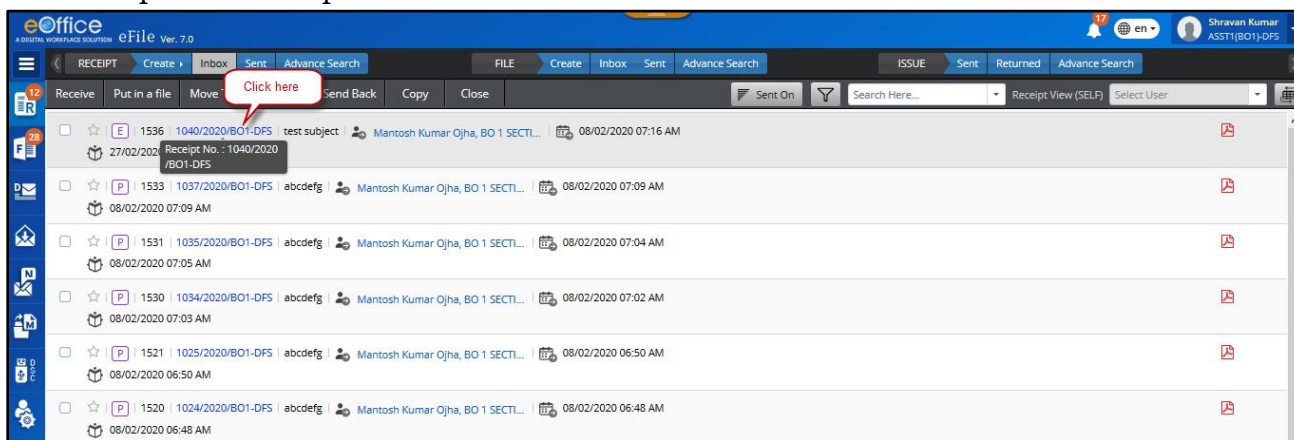 eOffice
A DIGITAL WORKPLACE SOLUTION eFile Ver. 7.0
17
en
Shravan Kumar
ASST1(BO1)-DFS
RECEIPT Create Inbox Sent Advance Search FILE Create Inbox Sent Advance Search ISSUE Sent Returned Advance Search
12
R
Receive Put in a file Move Click here Send Back Copy Close Sent On Search Here... Receipt View (SELF) Select User
E 1536 1040/2020/BO1-DFS test subject Mantosh Kumar Ojha, BO 1 SECTI... 08/02/2020 07:16 AM
28
F
27/02/202 Receipt No. : 1040/2020
/BO1-DFS
P 1533 1037/2020/BO1-DFS abcdefg Mantosh Kumar Ojha, BO 1 SECTI... 08/02/2020 07:09 AM
D
08/02/2020 07:09 AM
P 1531 1035/2020/BO1-DFS abcdefg Mantosh Kumar Ojha, BO 1 SECTI... 08/02/2020 07:04 AM
08/02/2020 07:05 AM
N
P 1530 1034/2020/BO1-DFS abcdefg Mantosh Kumar Ojha, BO 1 SECTI... 08/02/2020 07:02 AM
08/02/2020 07:03 AM
M
P 1521 1025/2020/BO1-DFS abcdefg Mantosh Kumar Ojha, BO 1 SECTI... 08/02/2020 06:50 AM
DSC
08/02/2020 06:50 AM
P 1520 1024/2020/BO1-DFS abcdefg Mantosh Kumar Ojha, BO 1 SECTI... 08/02/2020 06:48 AM
08/02/2020 06:48 AM